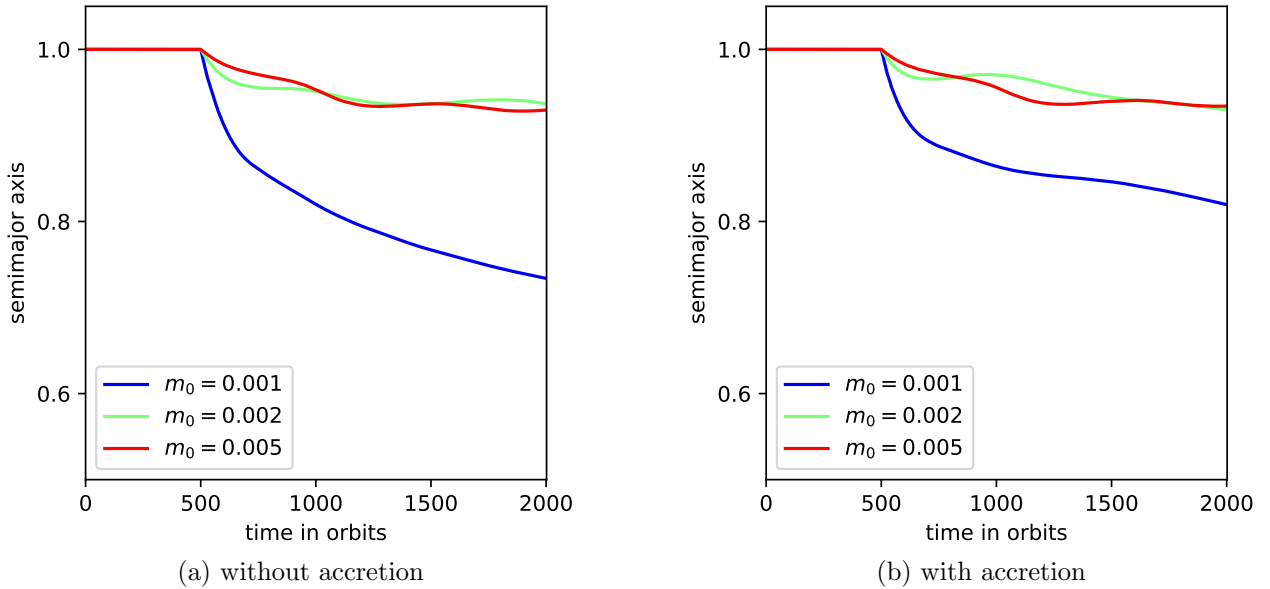 1.0
0.8
0.6
semimajor axis
m₀ = 0.001
m₀ = 0.002
m₀ = 0.005
0 500 1000 1500 2000
time in orbits
(a) without accretion
1.0
0.8
0.6
semimajor axis
m₀ = 0.001
m₀ = 0.002
m₀ = 0.005
0 500 1000 1500 2000
time in orbits
(b) with accretion